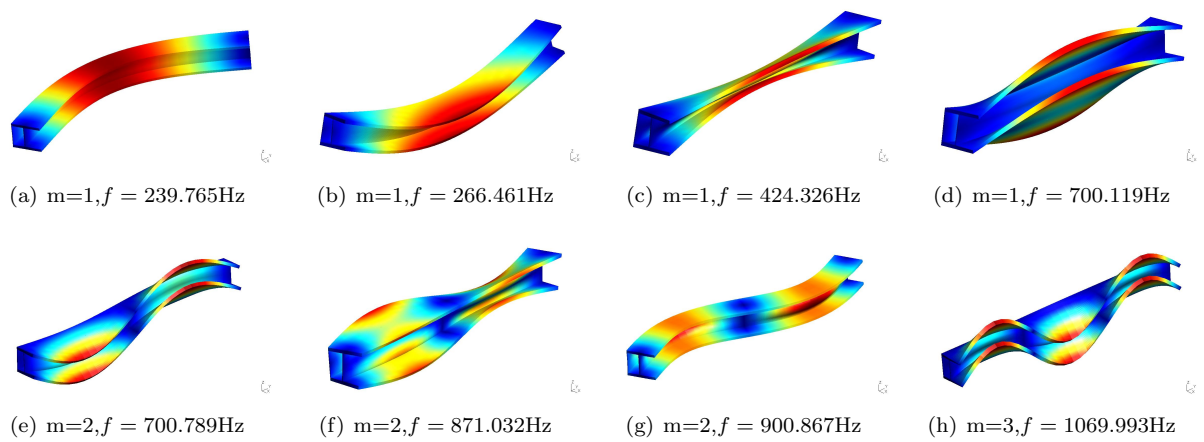 (a) m=1,f = 239.765Hz
(b) m=1,f = 266.461Hz
(c) m=1,f = 424.326Hz
(d) m=1,f = 700.119Hz
(e) m=2,f = 700.789Hz
(f) m=2,f = 871.032Hz
(g) m=2,f = 900.867Hz
(h) m=3,f = 1069.993Hz